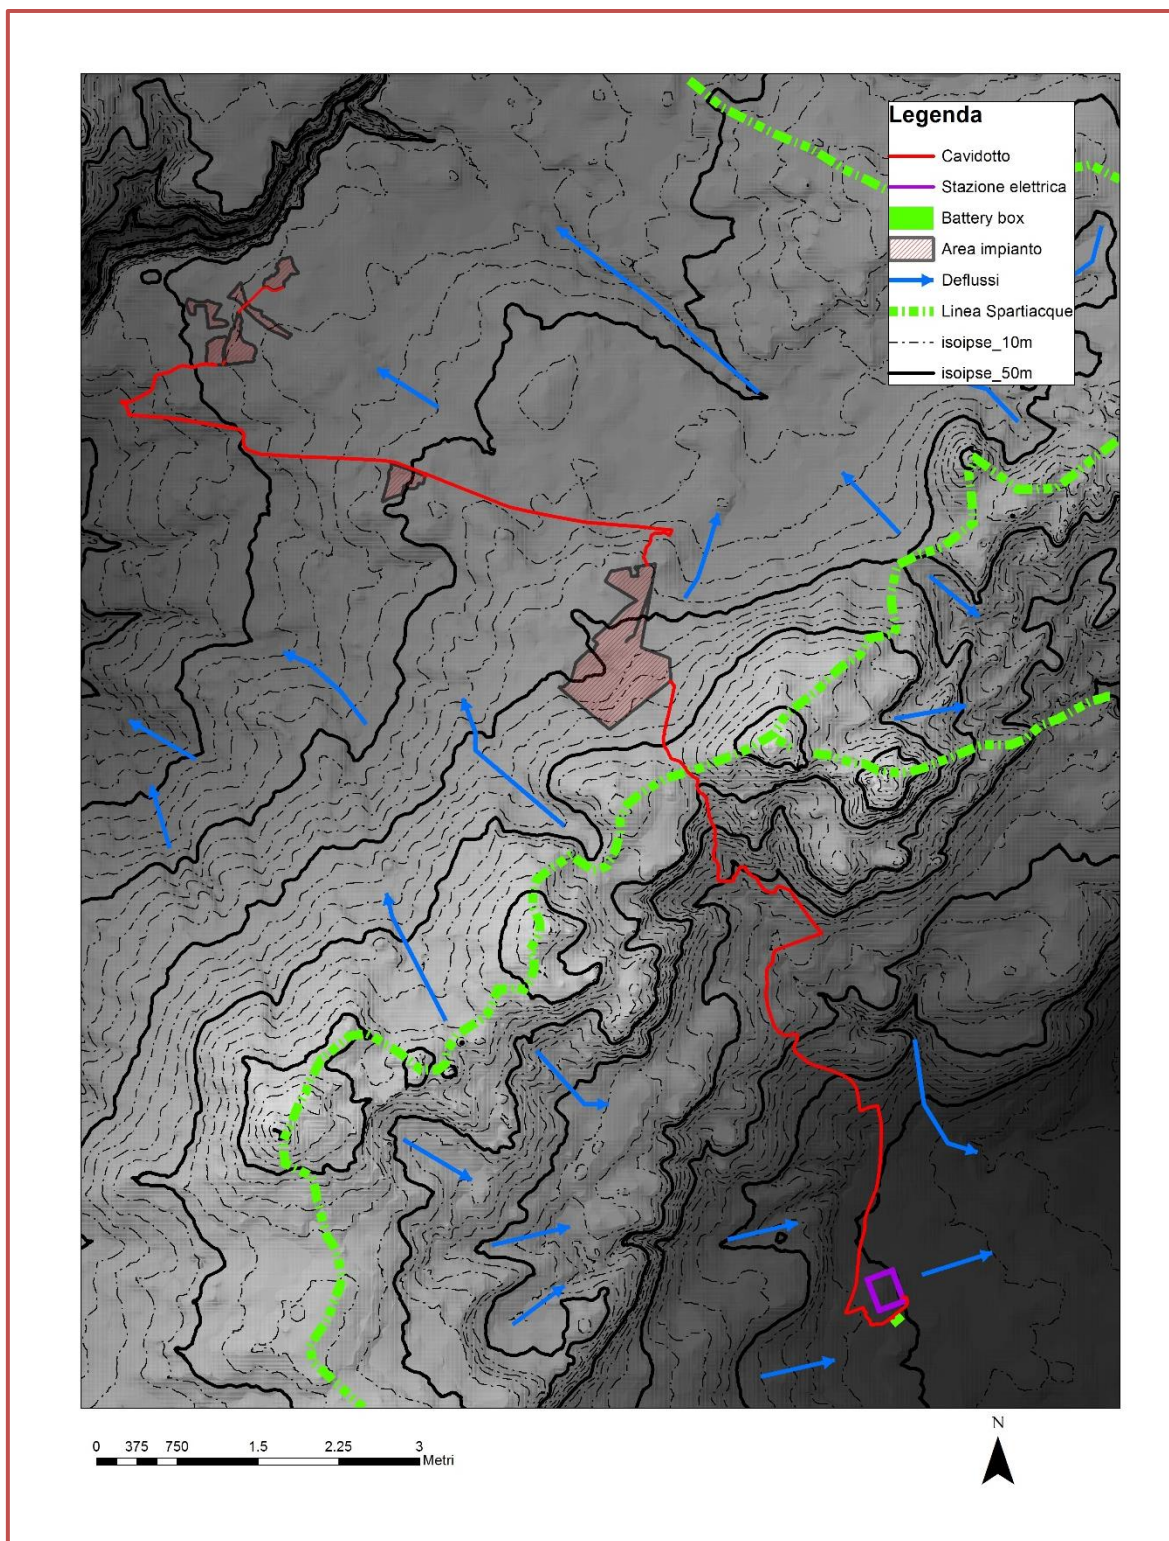 Legenda
Cavidotto
Stazione elettrica
Battery box
Area impianto
Deflussi
Linea Spartiacque
isoipse_10m
isoipse_50m
0 375 750 1.5 2.25 3
Metri
N